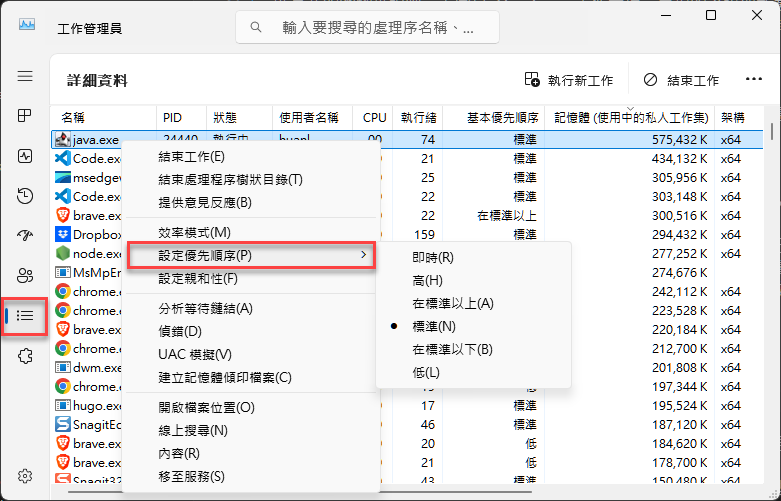 工作管理員
輸入要搜尋的處理序名稱、...
詳細資料
執行新工作
結束工作
名稱 PID 狀態 使用者名稱 CPU 執行緒 基本優先順序 記憶體 (使用中的私人工作集) 架構
java.exe 24440 執行中 huanl 00 74 標準 575,432 K x64
Code.exe 21 標準 434,132 K x64
msedgew 25 標準 305,956 K x64
Code.exe 22 標準 303,148 K x64
brave.exe 22 在標準以上 300,516 K x64
Dropbox 159 標準 294,432 K x64
node.exe 277,252 K x64
MsMpEn 274,676 K
chrome.e 242,112 K x64
chrome.e 223,528 K x64
brave.ex 220,184 K x64
chrome.e 212,700 K x64
dwm.exe 201,808 K x64
chrome.e 標準 197,344 K x64
hugo.exe 17 標準 195,524 K x64
SnagitEd 46 標準 187,120 K x64
brave.ex 20 低 184,620 K x64
brave.ex 21 低 178,700 K x64
Snagit32 43 標準 150,480 K x64
結束工作(E)
結束處理程序樹狀目錄(T)
提供意見反應(B)
效率模式(M)
設定優先順序(P)
設定親和性(F)
分析等待鏈結(A)
偵錯(D)
UAC 模擬(V)
建立記憶體傾印檔案(C)
開啟檔案位置(O)
線上搜尋(N)
內容(R)
移至服務(S)
即時(R)
高(H)
在標準以上(A)
標準(N)
在標準以下(B)
低(L)